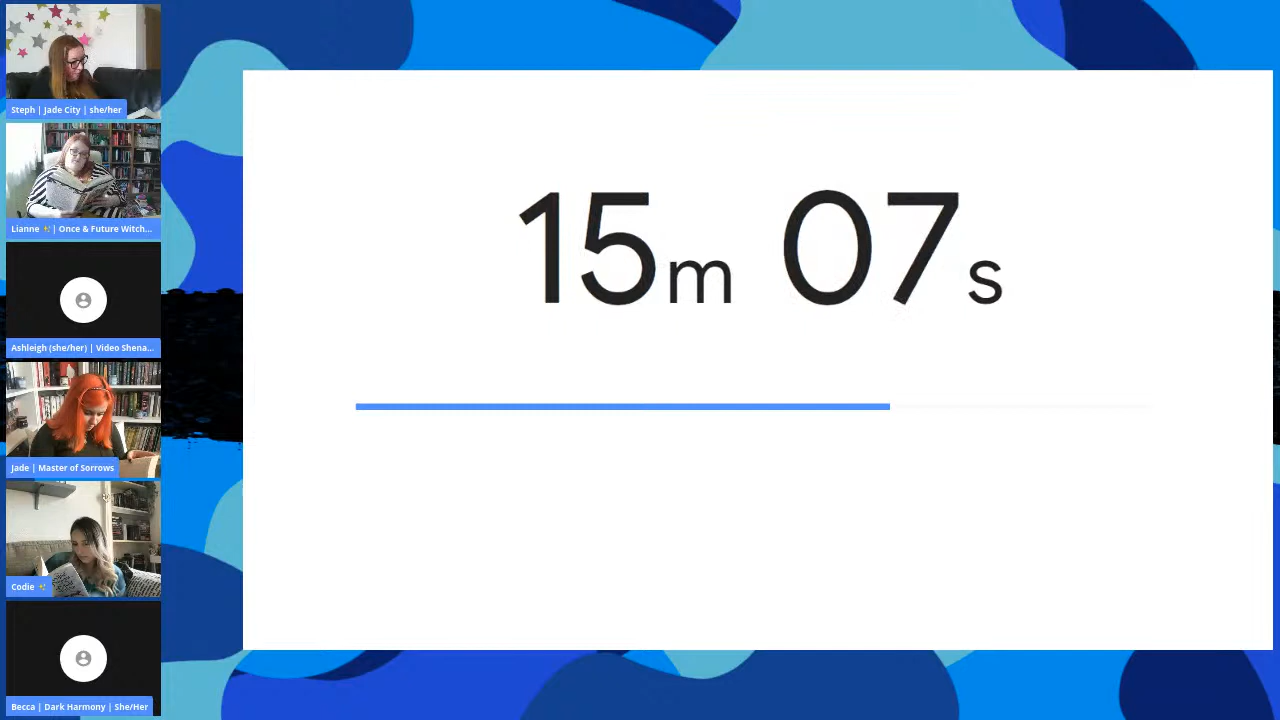 Steph | Jade City | she/her
Lianne ✨ | Once & Future Witch...
Ashleigh (she/her) | Video Shena...
Jade | Master of Sorrows
Codie ✨
Becca | Dark Harmony | She/Her
15m 07s